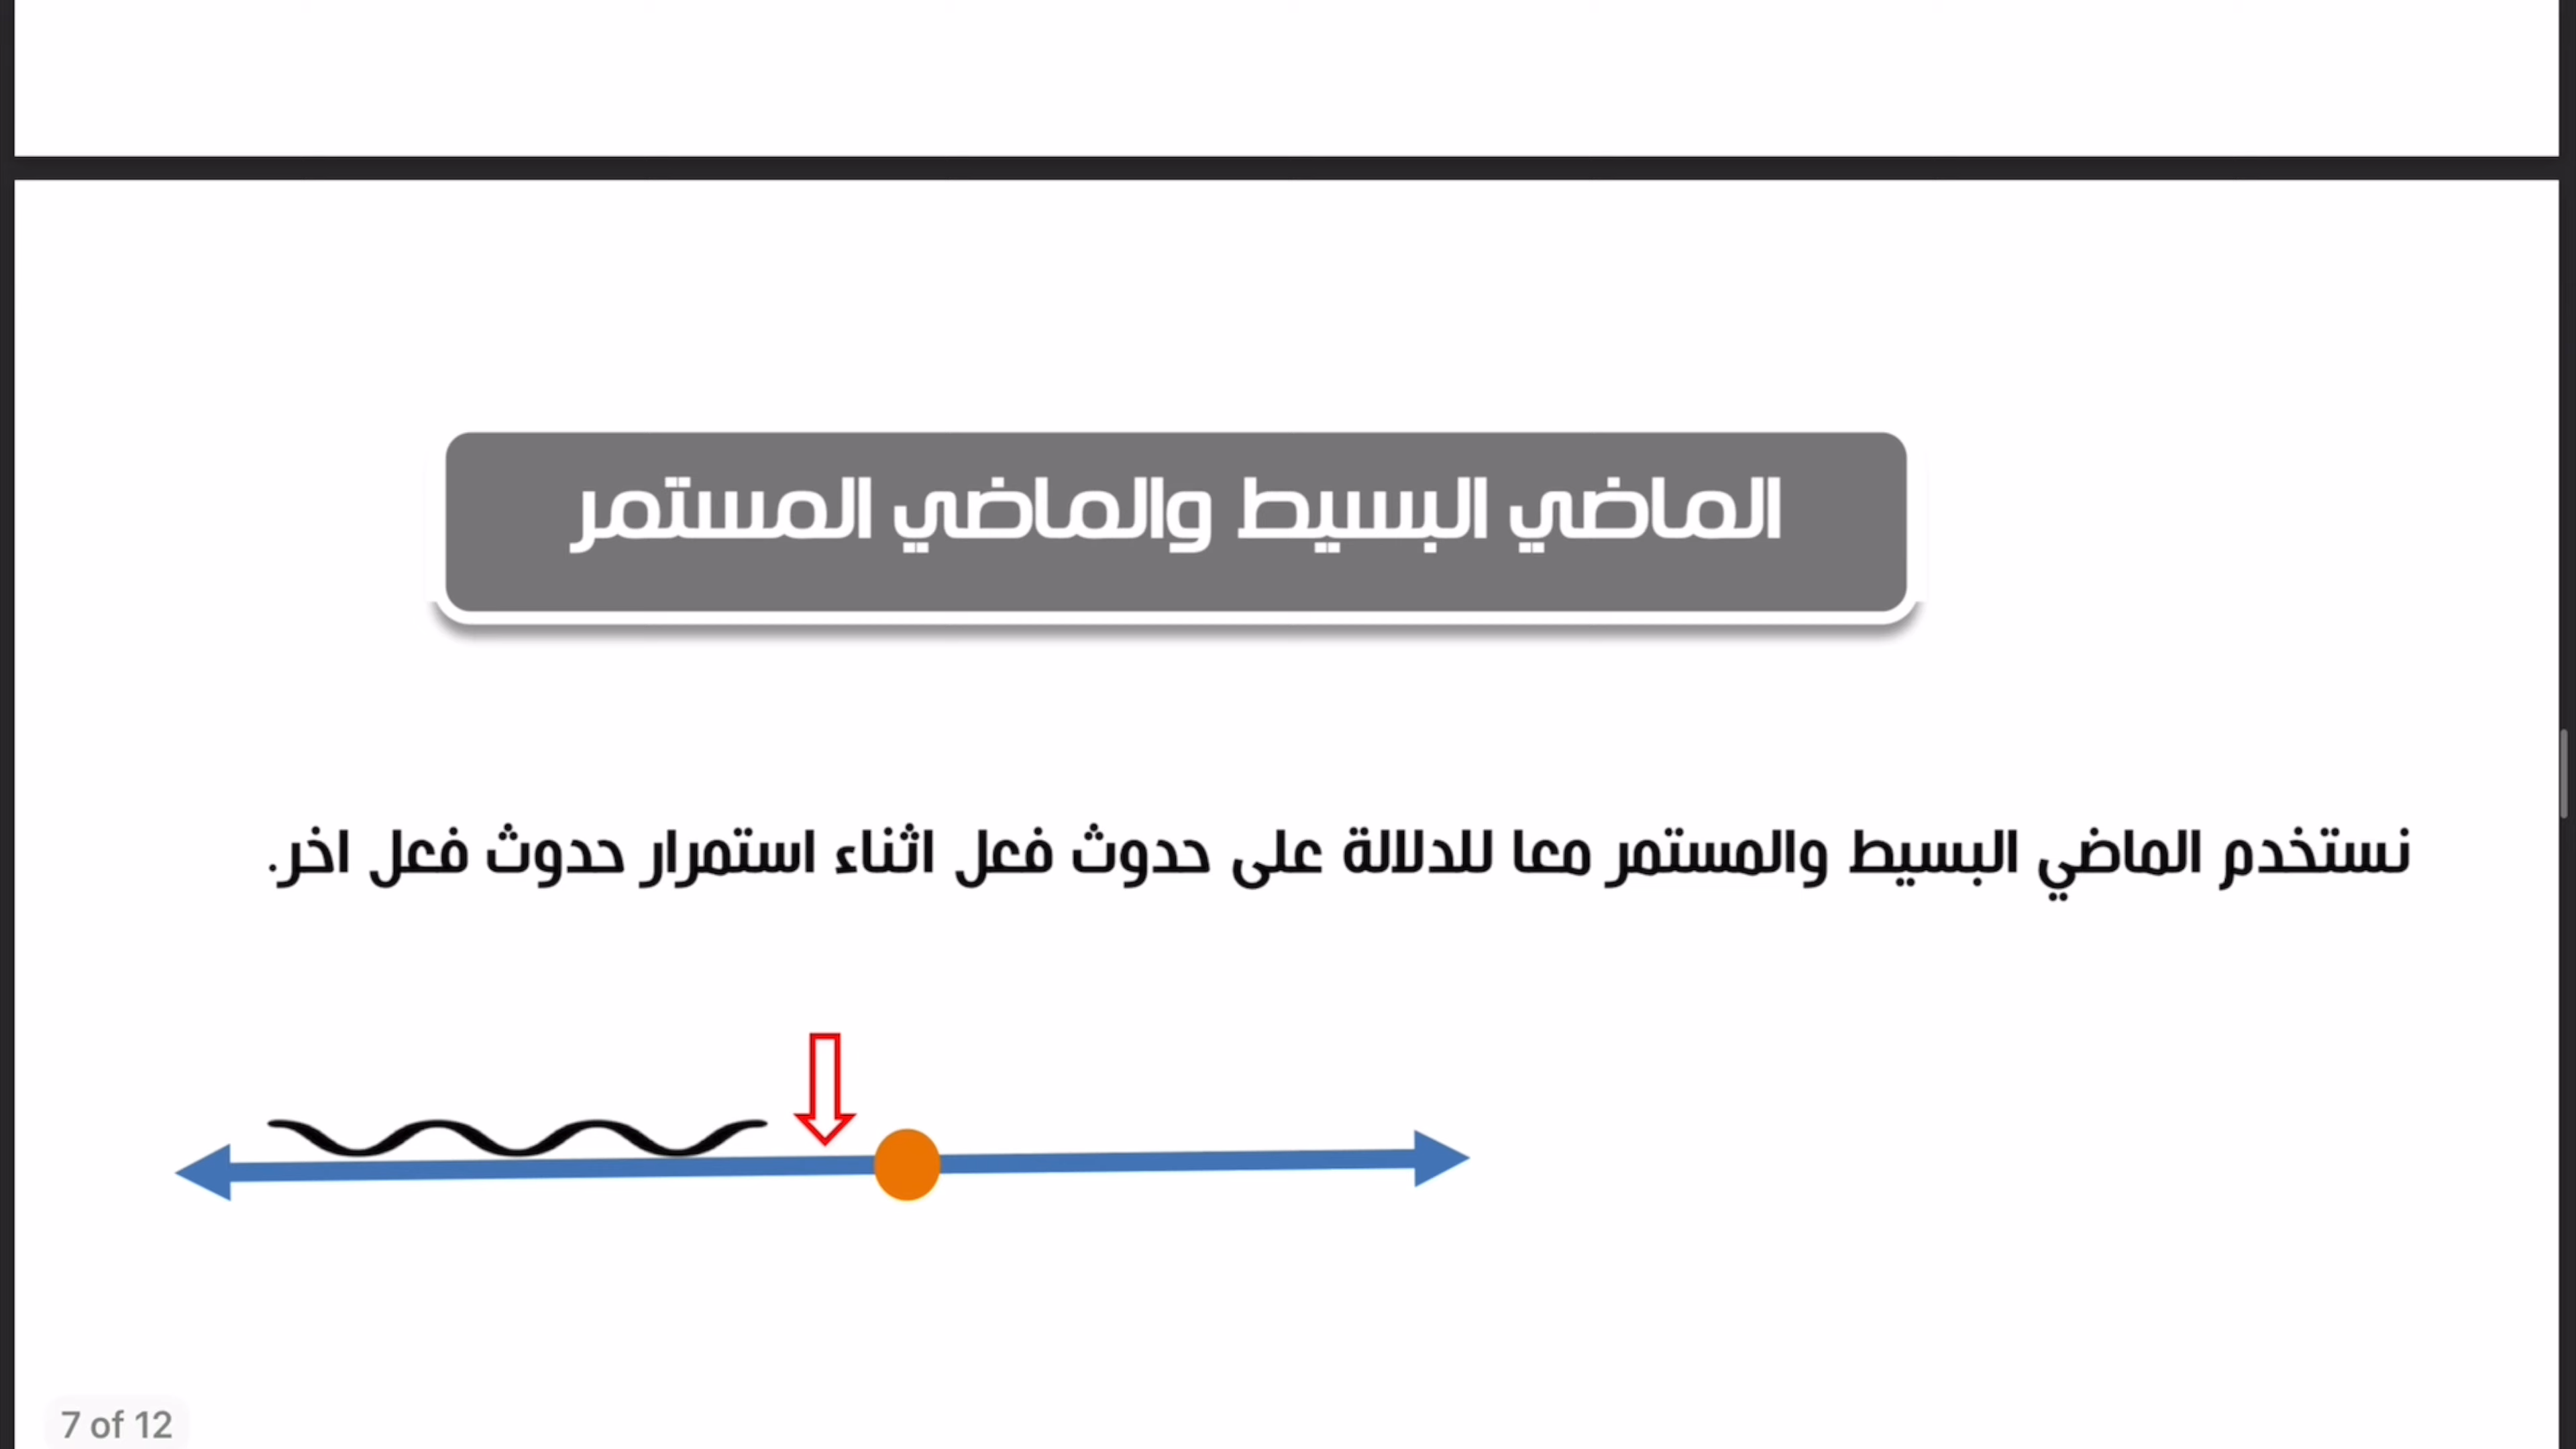 الماضي البسيط والماضي المستمر
نستخدم الماضي البسيط والمستمر معا للدلالة على حدوث فعل اثناء استمرار حدوث فعل اخر.
7 of 12